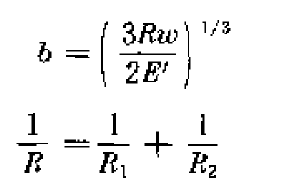 b = ( 3Rw / 2E′ )^1/3
1/R = 1/R₁ + 1/R₂